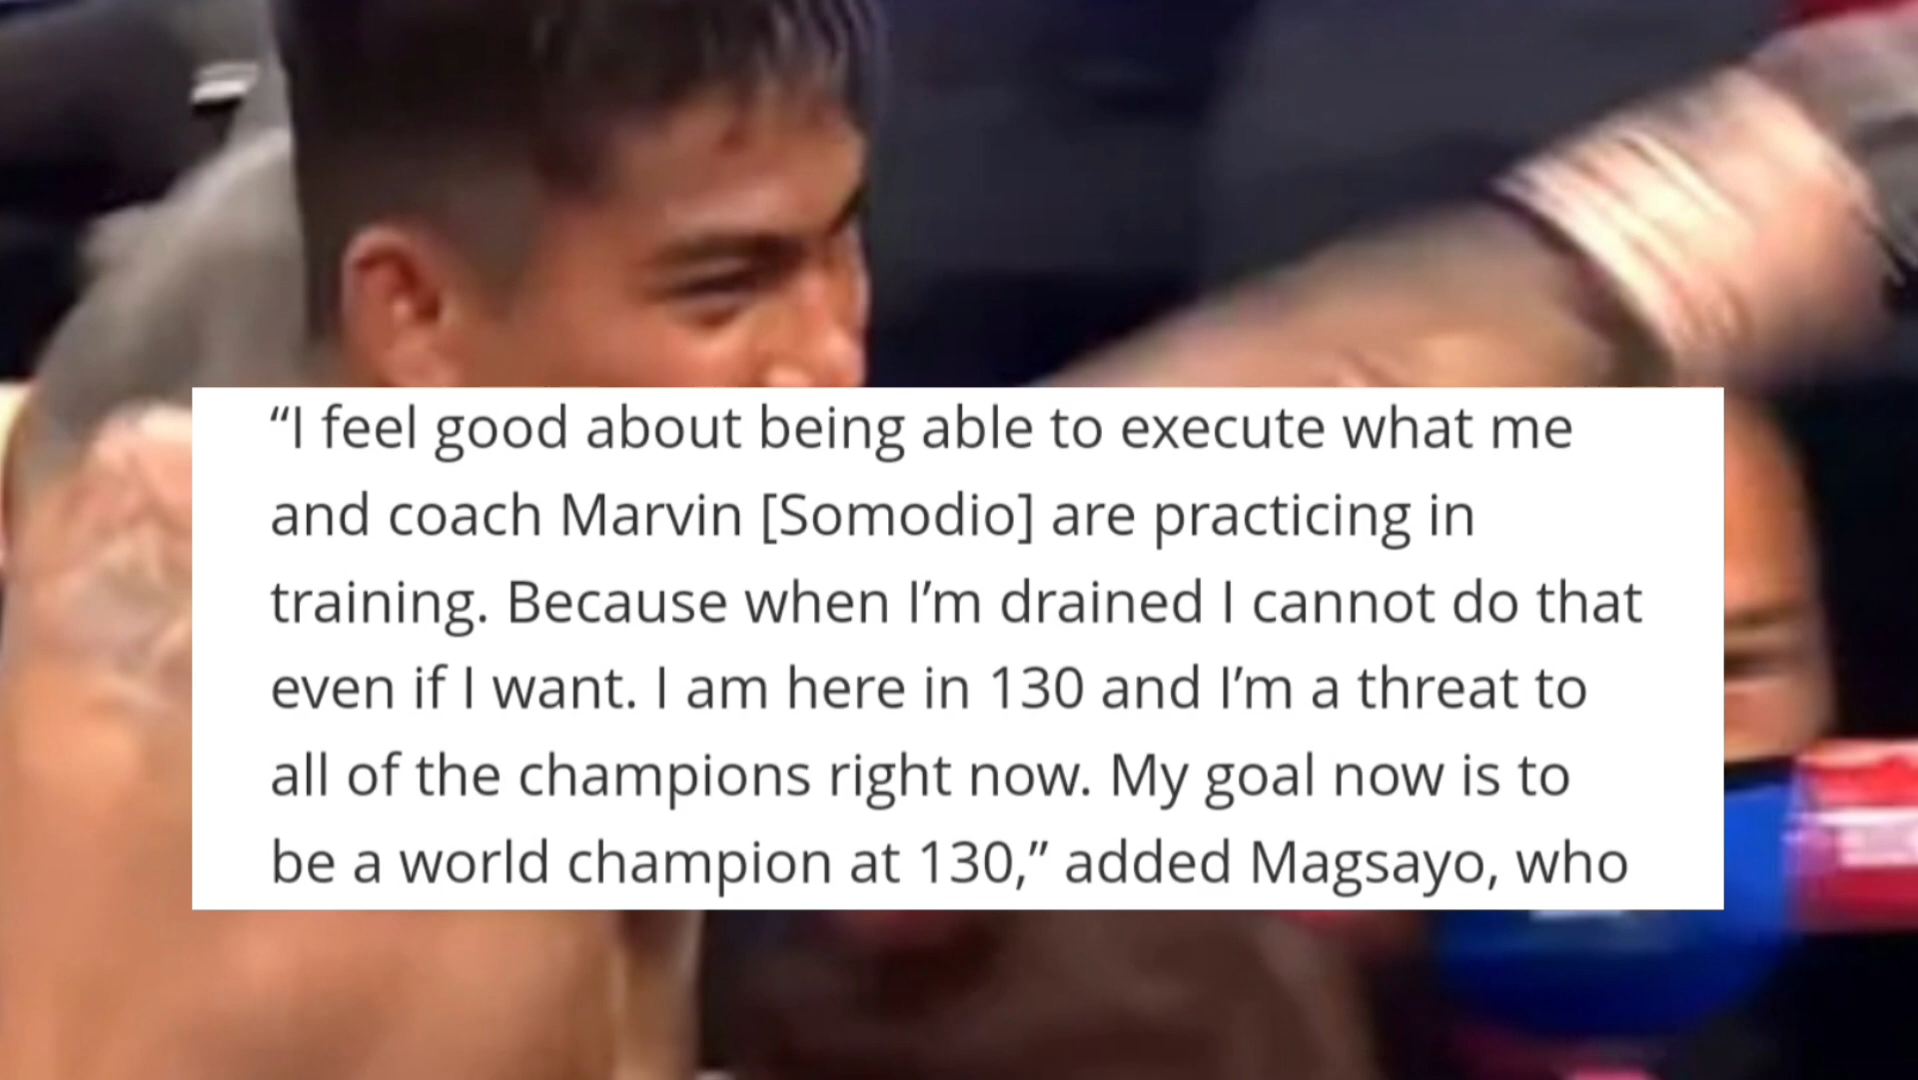 “I feel good about being able to execute what me
and coach Marvin [Somodio] are practicing in
training. Because when I’m drained I cannot do that
even if I want. I am here in 130 and I’m a threat to
all of the champions right now. My goal now is to
be a world champion at 130,” added Magsayo, who